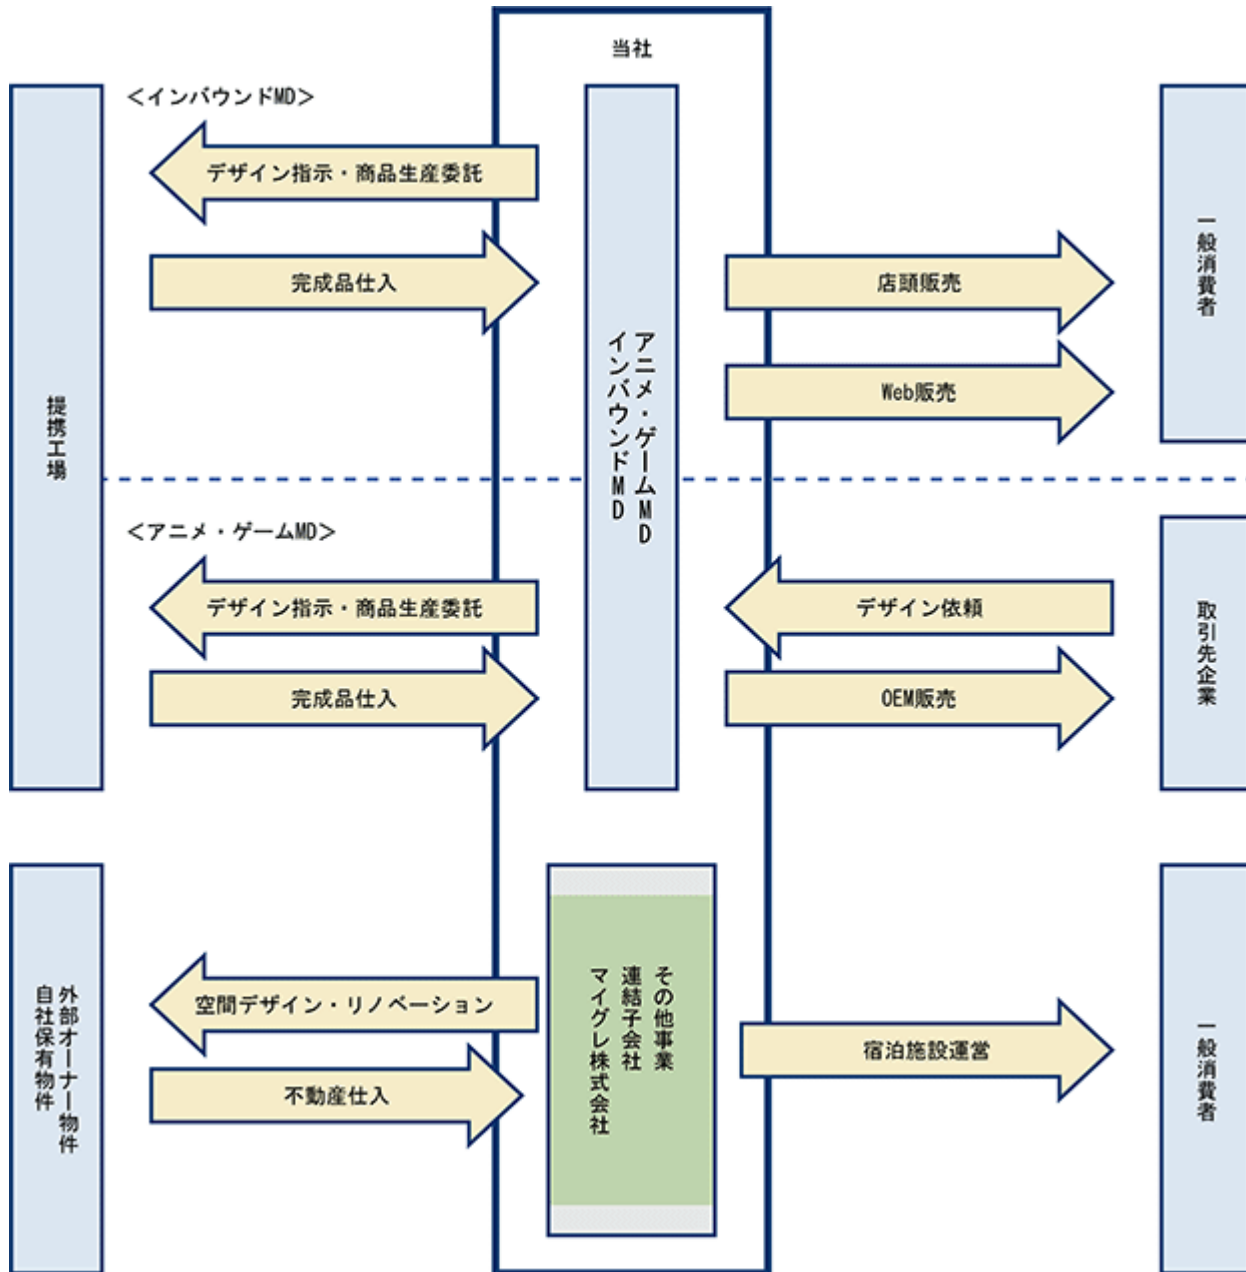 当社
＜インバウンドMD＞
デザイン指示・商品生産委託
完成品仕入
店頭販売
Web販売
一般消費者
提携工場
アニメ・ゲームMD
インバウンドMD
＜アニメ・ゲームMD＞
デザイン指示・商品生産委託
完成品仕入
デザイン依頼
OEM販売
取引先企業
外部オーナー物件
自社保有物件
空間デザイン・リノベーション
不動産仕入
その他事業
連結子会社
マイグレ株式会社
宿泊施設運営
一般消費者